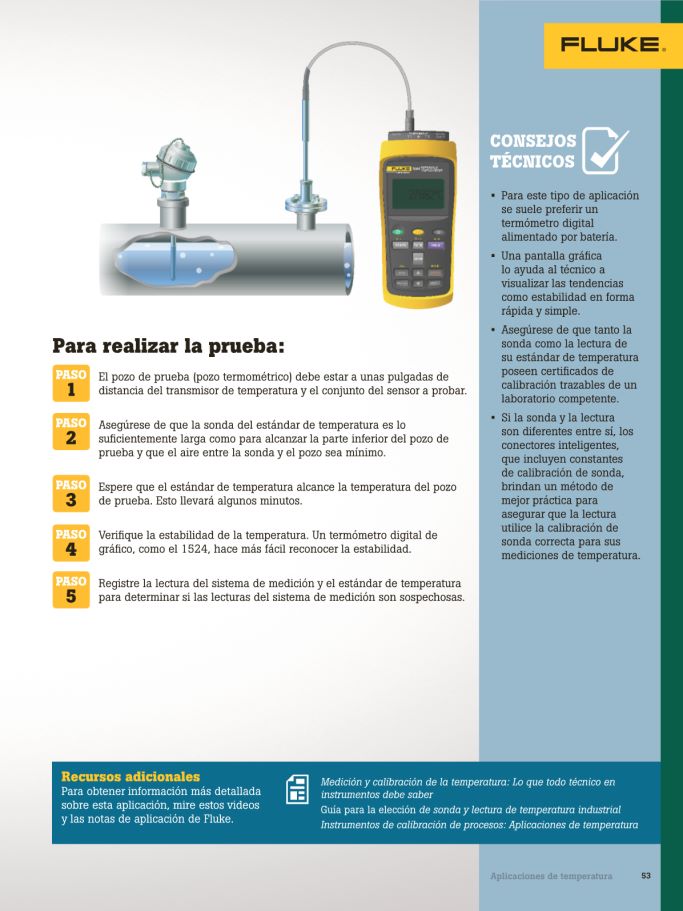 FLUKE®
CONSEJOS
TÉCNICOS
• Para este tipo de aplicación
se suele preferir un
termómetro digital
alimentado por batería.
• Una pantalla gráfica
lo ayuda al técnico a
visualizar las tendencias
como estabilidad en forma
rápida y simple.
• Asegúrese de que tanto la
sonda como la lectura de
su estándar de temperatura
poseen certificados de
calibración trazables de un
laboratorio competente.
• Si la sonda y la lectura
son diferentes entre sí, los
conectores inteligentes,
que incluyen constantes
de calibración de sonda,
brindan un método de
mejor práctica para
asegurar que la lectura
utilice la calibración de
sonda correcta para sus
mediciones de temperatura.
FLUKE
Para realizar la prueba:
PASO
1
El pozo de prueba (pozo termométrico) debe estar a unas pulgadas de
distancia del transmisor de temperatura y el conjunto del sensor a probar.
PASO
2
Asegúrese de que la sonda del estándar de temperatura es lo
suficientemente larga como para alcanzar la parte inferior del pozo de
prueba y que el aire entre la sonda y el pozo sea mínimo.
PASO
3
Espere que el estándar de temperatura alcance la temperatura del pozo
de prueba. Esto llevará algunos minutos.
PASO
4
Verifique la estabilidad de la temperatura. Un termómetro digital de
gráfico, como el 1524, hace más fácil reconocer la estabilidad.
PASO
5
Registre la lectura del sistema de medición y el estándar de temperatura
para determinar si las lecturas del sistema de medición son sospechosas.
Recursos adicionales
Para obtener información más detallada
sobre esta aplicación, mire estos videos
y las notas de aplicación de Fluke.
Medición y calibración de la temperatura: Lo que todo técnico en
instrumentos debe saber
Guía para la elección de sonda y lectura de temperatura industrial
Instrumentos de calibración de procesos: Aplicaciones de temperatura
Aplicaciones de temperatura 53